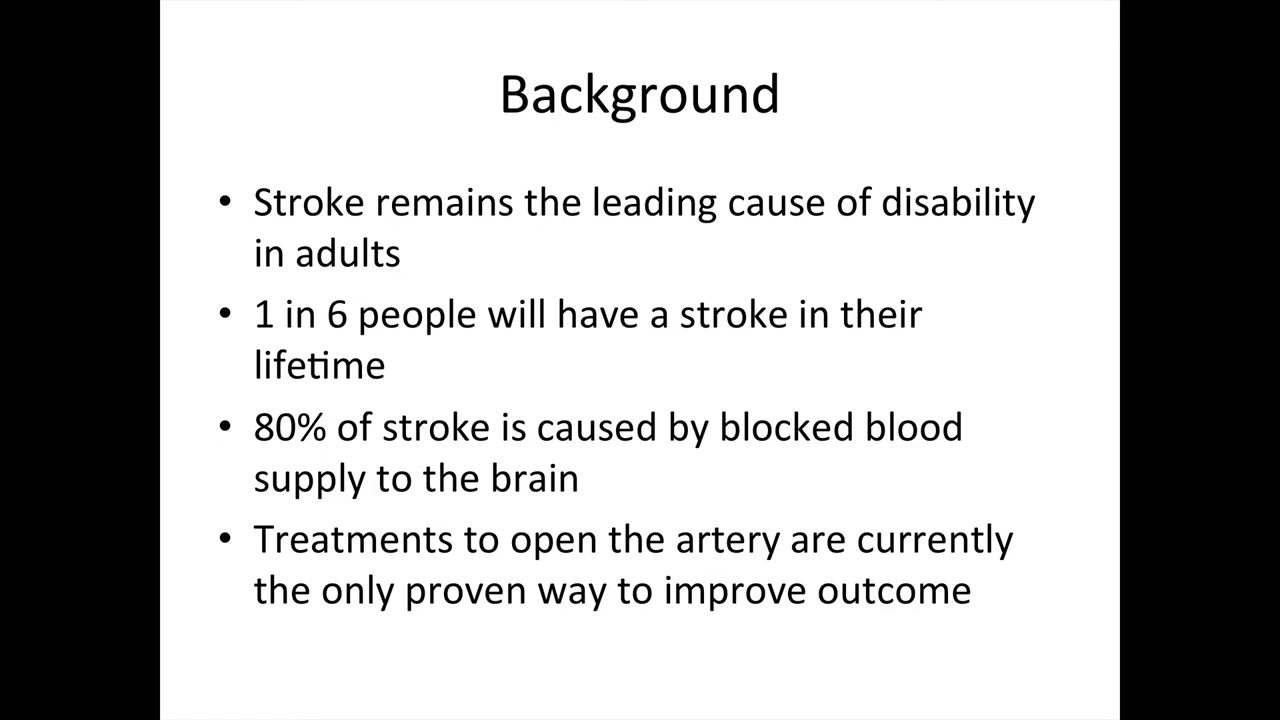 Background
• Stroke remains the leading cause of disability
in adults
• 1 in 6 people will have a stroke in their
lifetime
• 80% of stroke is caused by blocked blood
supply to the brain
• Treatments to open the artery are currently
the only proven way to improve outcome